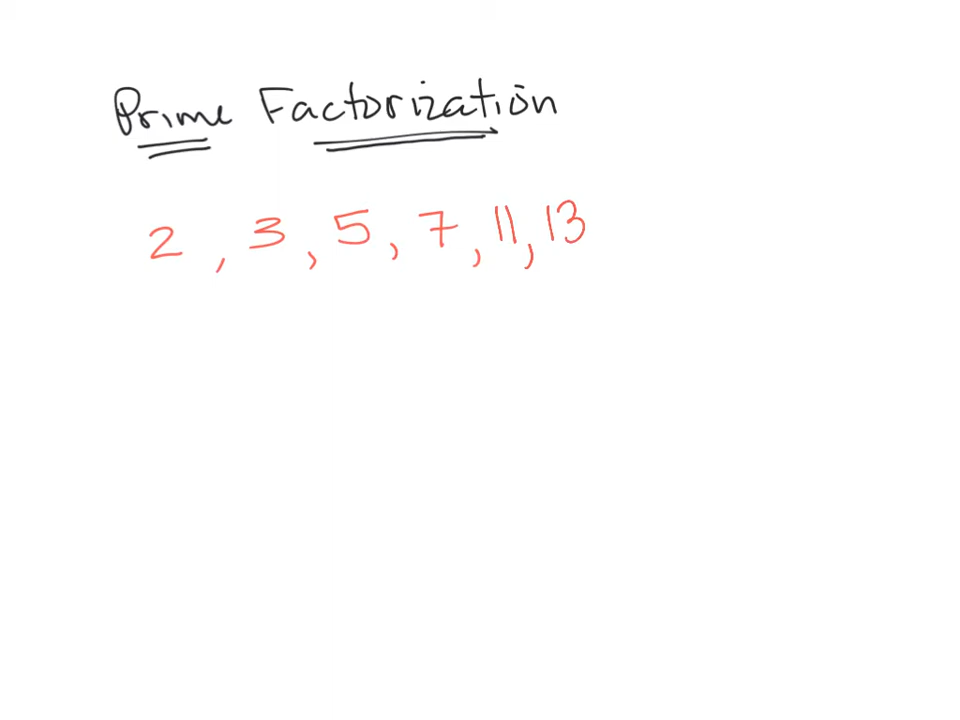 Prime Factorization
2, 3, 5, 7, 11, 13